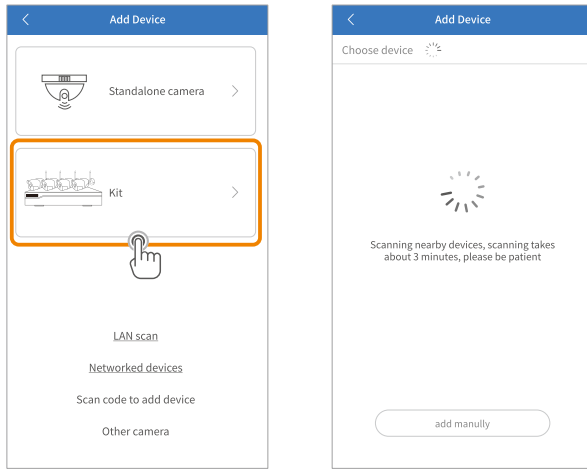 Add Device
Standalone camera
Kit
LAN scan
Networked devices
Scan code to add device
Other camera
Add Device
Choose device
Scanning nearby devices, scanning takes
about 3 minutes, please be patient
add manully